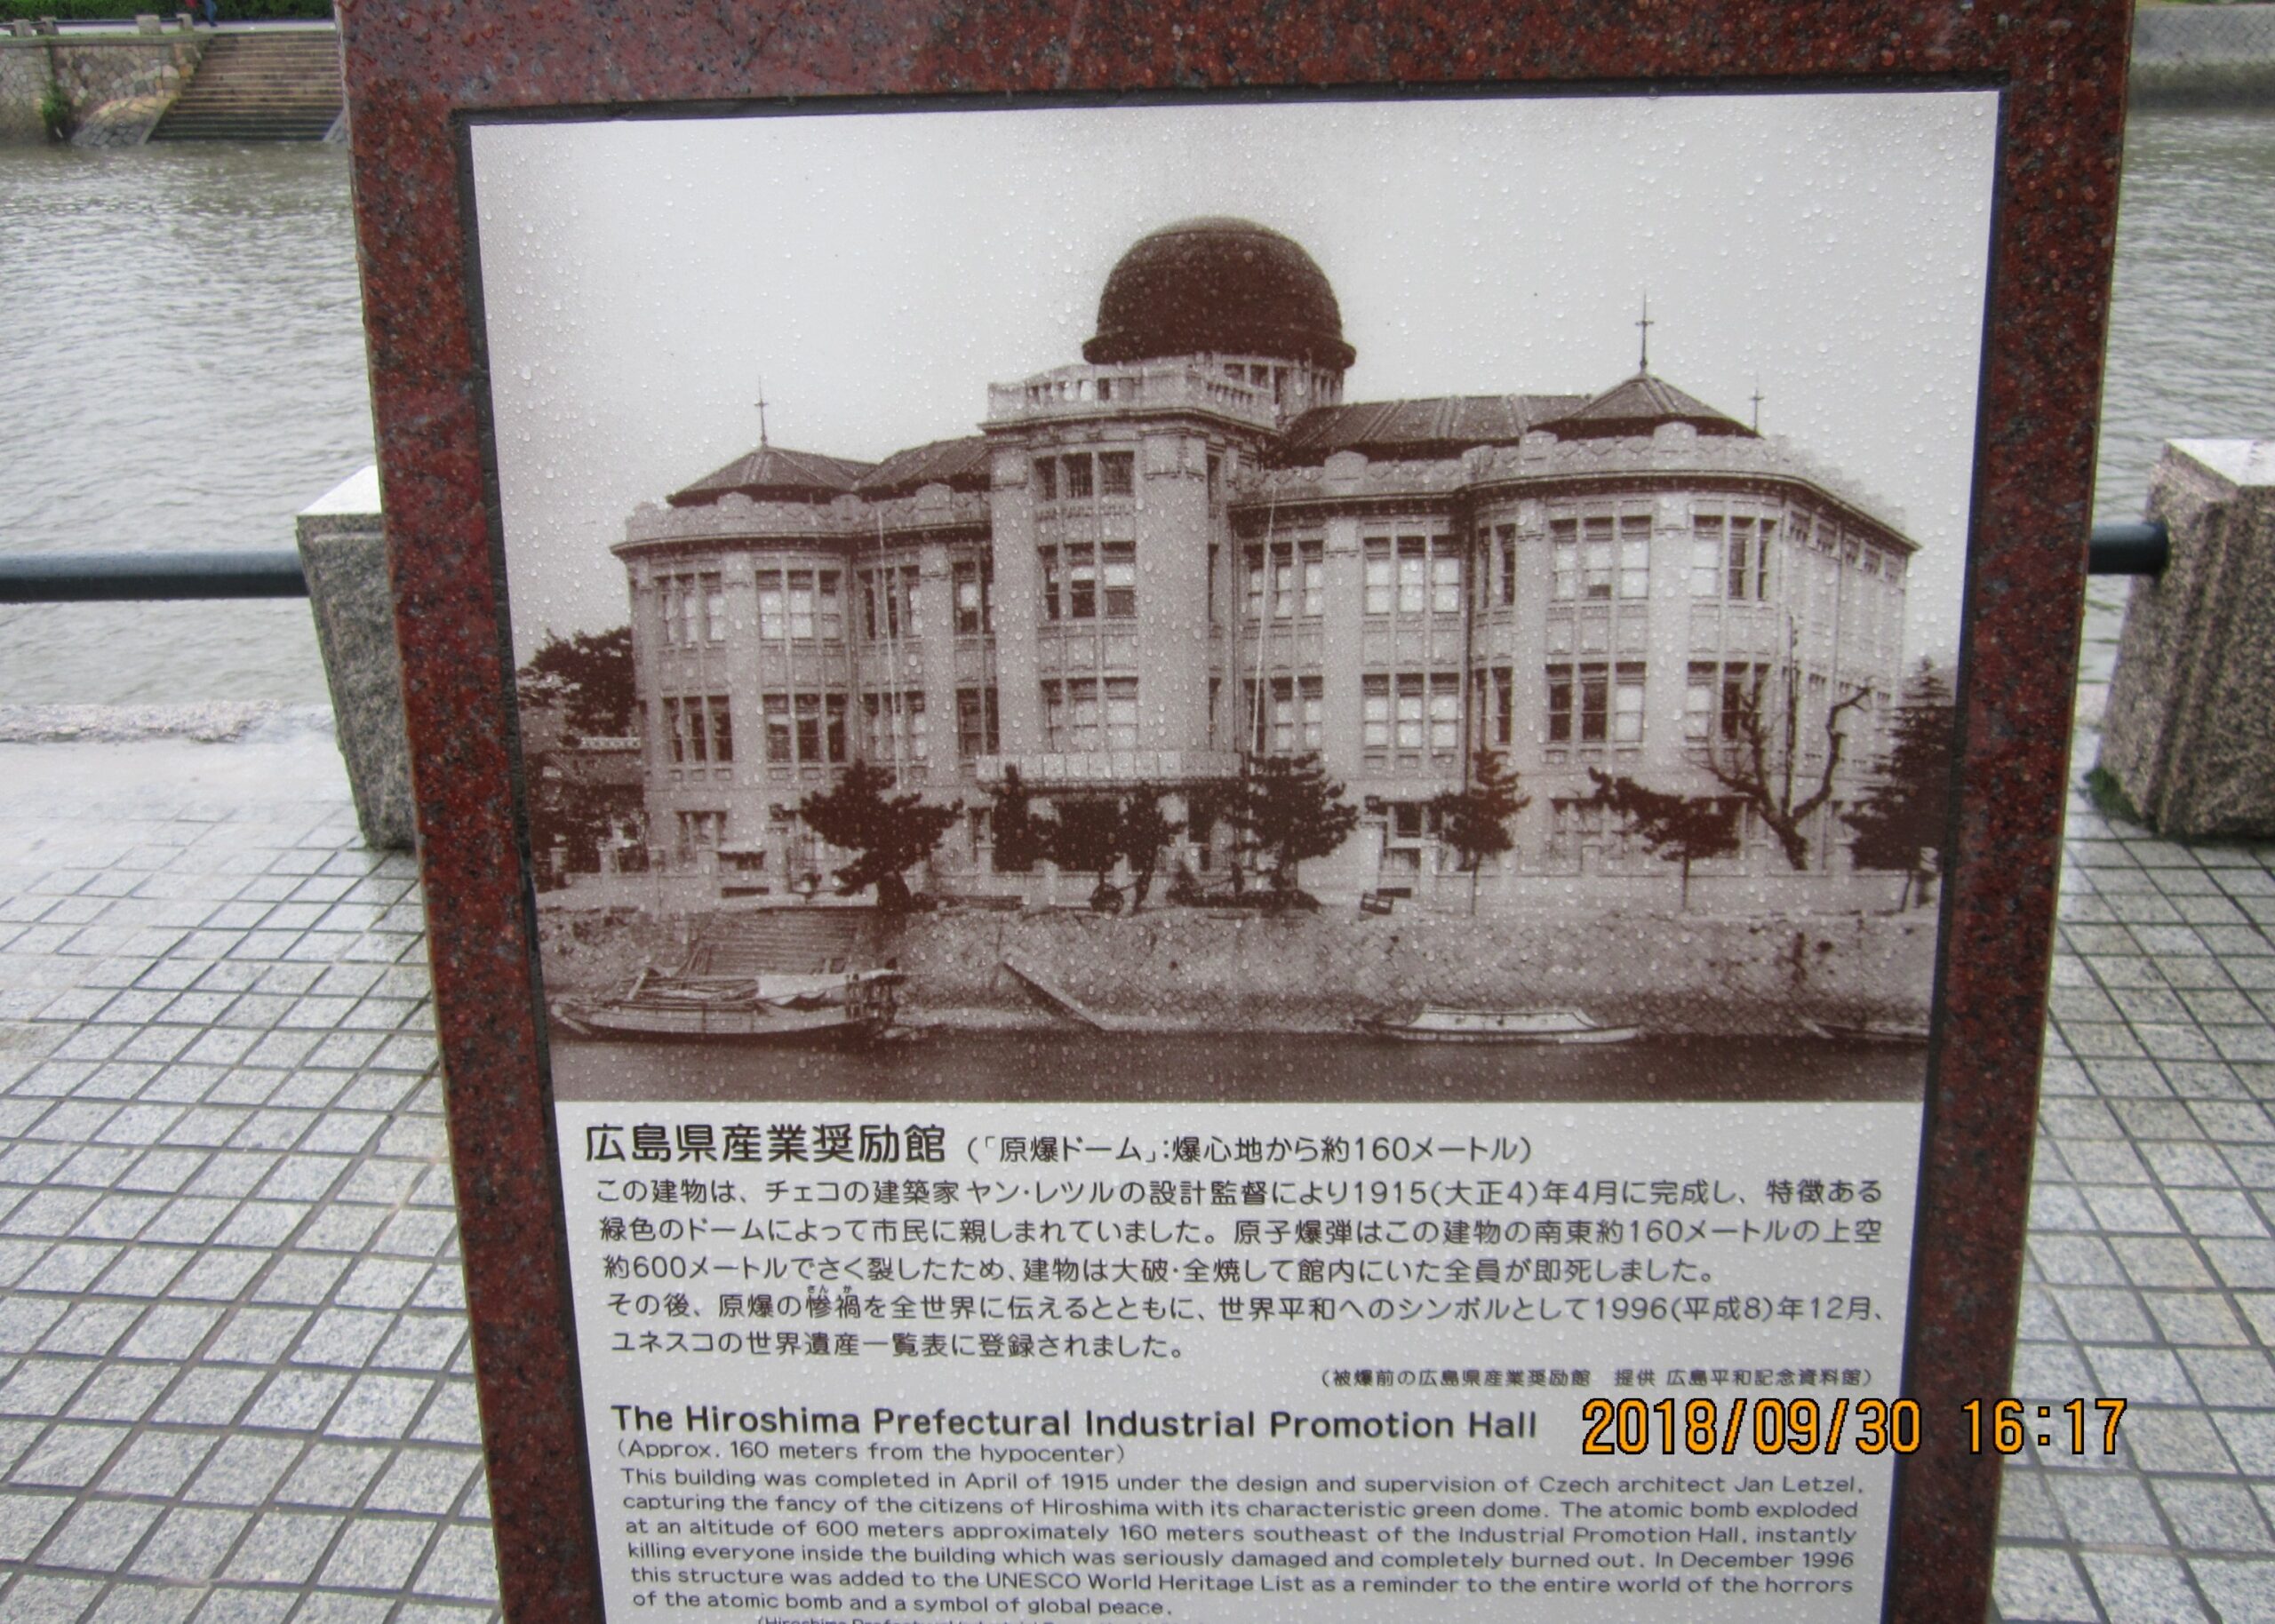 広島県産業奨励館 (「原爆ドーム」:爆心地から約160メートル)
この建物は、チェコの建築家 ヤン・レツルの設計監督により1915(大正4)年4月に完成し、特徴ある
緑色のドームによって市民に親しまれていました。原子爆弾はこの建物の南東約160メートルの上空
約600メートルでさく裂したため、建物は大破・全焼して館内にいた全員が即死しました。
さん か
その後、原爆の惨禍を全世界に伝えるとともに、世界平和へのシンボルとして1996(平成8)年12月、
ユネスコの世界遺産一覧表に登録されました。
(被爆前の広島県産業奨励館 提供 広島平和記念資料館)
The Hiroshima Prefectural Industrial Promotion Hall
2018/09/30 16:17
(Approx. 160 meters from the hypocenter)
This building was completed in April of 1915 under the design and supervision of Czech architect Jan Letzel,
capturing the fancy of the citizens of Hiroshima with its characteristic green dome. The atomic bomb exploded
at an altitude of 600 meters approximately 160 meters southeast of the Industrial Promotion Hall, instantly
killing everyone inside the building which was seriously damaged and completely burned out. In December 1996
this structure was added to the UNESCO World Heritage List as a reminder to the entire world of the horrors
of the atomic bomb and a symbol of global peace.